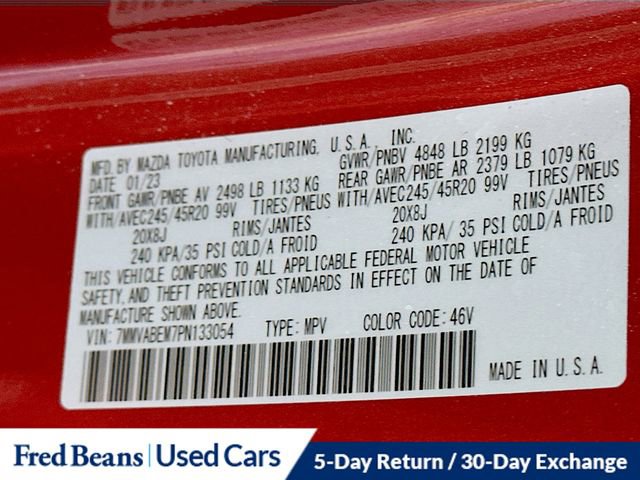 MFD. BY MAZDA TOYOTA MANUFACTURING, U.S.A., INC.
DATE 01/23 GVWR/PNBV 4848 LB 2199 KG
FRONT GAWR/PNBE AV 2498 LB 1133 KG REAR GAWR/PNBE AR 2379 LB 1079 KG
WITH/AVEC245/45R20 99V TIRES/PNEUS WITH/AVEC245/45R20 99V TIRES/PNEUS
20X8J RIMS/JANTES 20X8J RIMS/JANTES
240 KPA/35 PSI COLD/A FROID 240 KPA/ 35 PSI COLD/A FROID
THIS VEHICLE CONFORMS TO ALL APPLICABLE FEDERAL MOTOR VEHICLE
SAFETY, AND THEFT PREVENTION STANDARDS IN EFFECT ON THE DATE OF
MANUFACTURE SHOWN ABOVE.
VIN: 7MMVABEM7PN133054 TYPE: MPV COLOR CODE: 46V
MADE IN U.S.A.
Fred Beans | Used Cars 5-Day Return / 30-Day Exchange